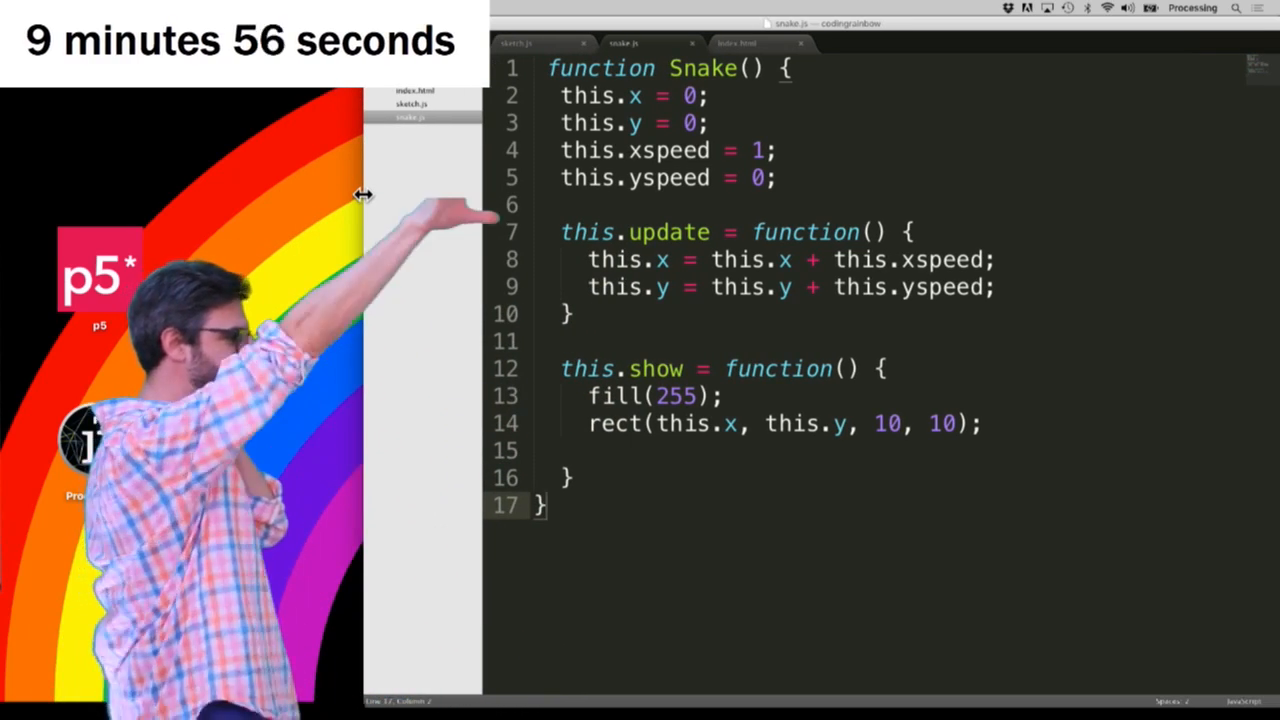 9 minutes 56 seconds
Processing
snake.js — codingrainbow
sketch.js
snake.js
index.html
index.html
sketch.js
snake.js
p5*
p5
Pro
1 function Snake() {
2 this.x = 0;
3 this.y = 0;
4 this.xspeed = 1;
5 this.yspeed = 0;
6
7 this.update = function() {
8 this.x = this.x + this.xspeed;
9 this.y = this.y + this.yspeed;
10 }
11
12 this.show = function() {
13 fill(255);
14 rect(this.x, this.y, 10, 10);
15
16 }
17 }
Line 17, Column 2
Spaces: 2
JavaScript